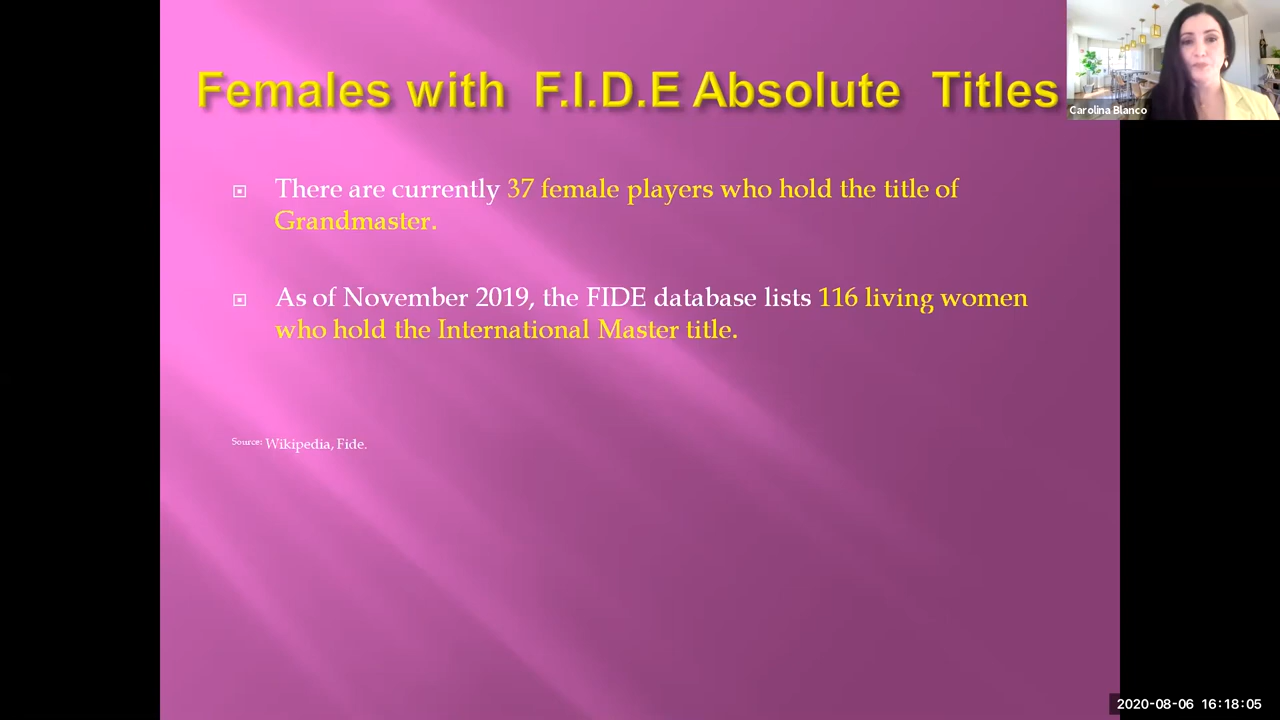 Females with F.I.D.E Absolute Titles
Carolina Blanco
There are currently 37 female players who hold the title of
Grandmaster.
As of November 2019, the FIDE database lists 116 living women
who hold the International Master title.
Source: Wikipedia, Fide.
2020-08-06 16:18:05